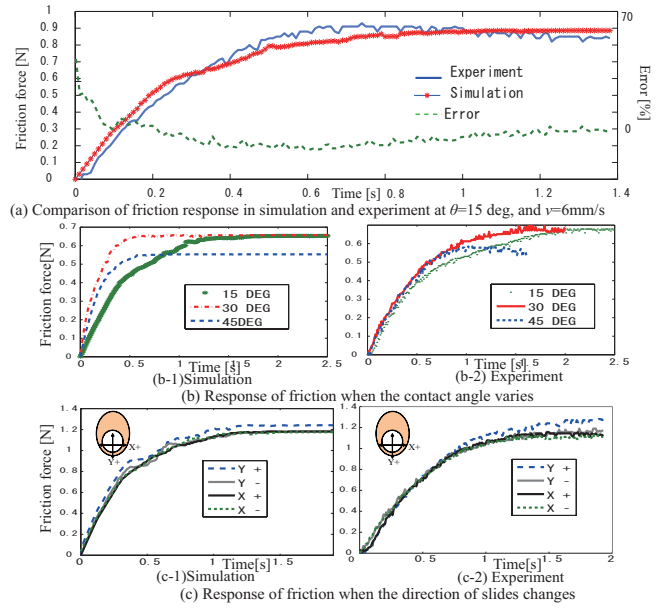 Friction force [N]
1
0.9
0.8
0.7
0.6
0.5
0.4
0.3
0.2
0.1
0
70
0
Error [%]
Experiment
Simulation
Error
0 0.2 0.4 0.6 Time [s] 0.8 1 1.2 1.4
(a) Comparison of friction response in simulation and experiment at θ=15 deg, and v=6mm/s
Friction force[N]
0.7
0.6
0.5
0.4
0.3
0.2
0.1
0
15 DEG
30 DEG
45DEG
0 0.5 1 1.5 2 2.5
Time [s]
(b-1)Simulation
0.6
0.4
0.2
0
15 DEG
30 DEG
45 DEG
0 0.5 1 1.5 2 2.5
Time [s]
(b-2) Experiment
(b) Response of friction when the contact angle varies
Friction force [N]
1.4
1.2
1
0.8
0.6
0.4
0.2
0
X+
Y+
Y +
Y -
X +
X -
0 0.5 1 1.5
Time[s]
(c-1)Simulation
1.4
1.2
1
0.8
0.6
0.4
0.2
0
X+
Y+
Y +
Y -
X +
X -
0 0.5 1 1.5 2
Time[s]
(c-2) Experiment
(c) Response of friction when the direction of slides changes